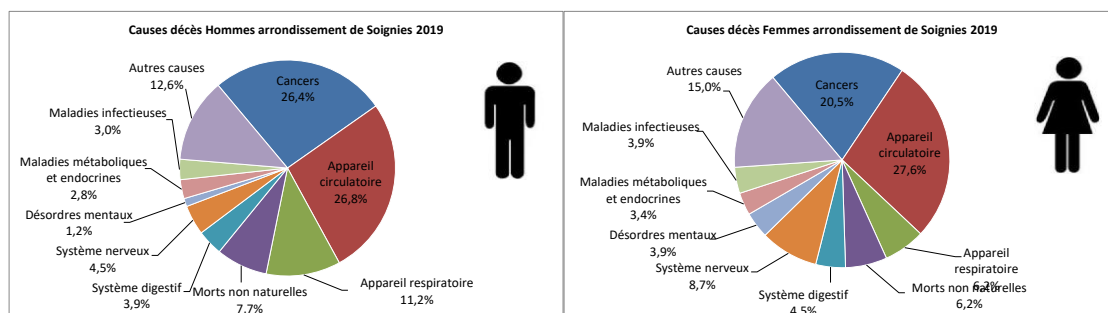 Causes décès Hommes arrondissement de Soignies 2019
Autres causes
12,6%
Cancers
26,4%
Maladies infectieuses
3,0%
Maladies métaboliques
et endocrines
2,8%
Appareil
circulatoire
26,8%
Désordres mentaux
1,2%
Système nerveux
4,5%
Système digestif
3,9%
Morts non naturelles
7,7%
Appareil respiratoire
11,2%
Causes décès Femmes arrondissement de Soignies 2019
Autres causes
15,0%
Cancers
20,5%
Maladies infectieuses
3,9%
Appareil
circulatoire
27,6%
Maladies métaboliques
et endocrines
3,4%
Désordres mentaux
3,9%
Système nerveux
8,7%
Système digestif
4,5%
Appareil
respiratoire
6,2%
Morts non naturelles
6,2%